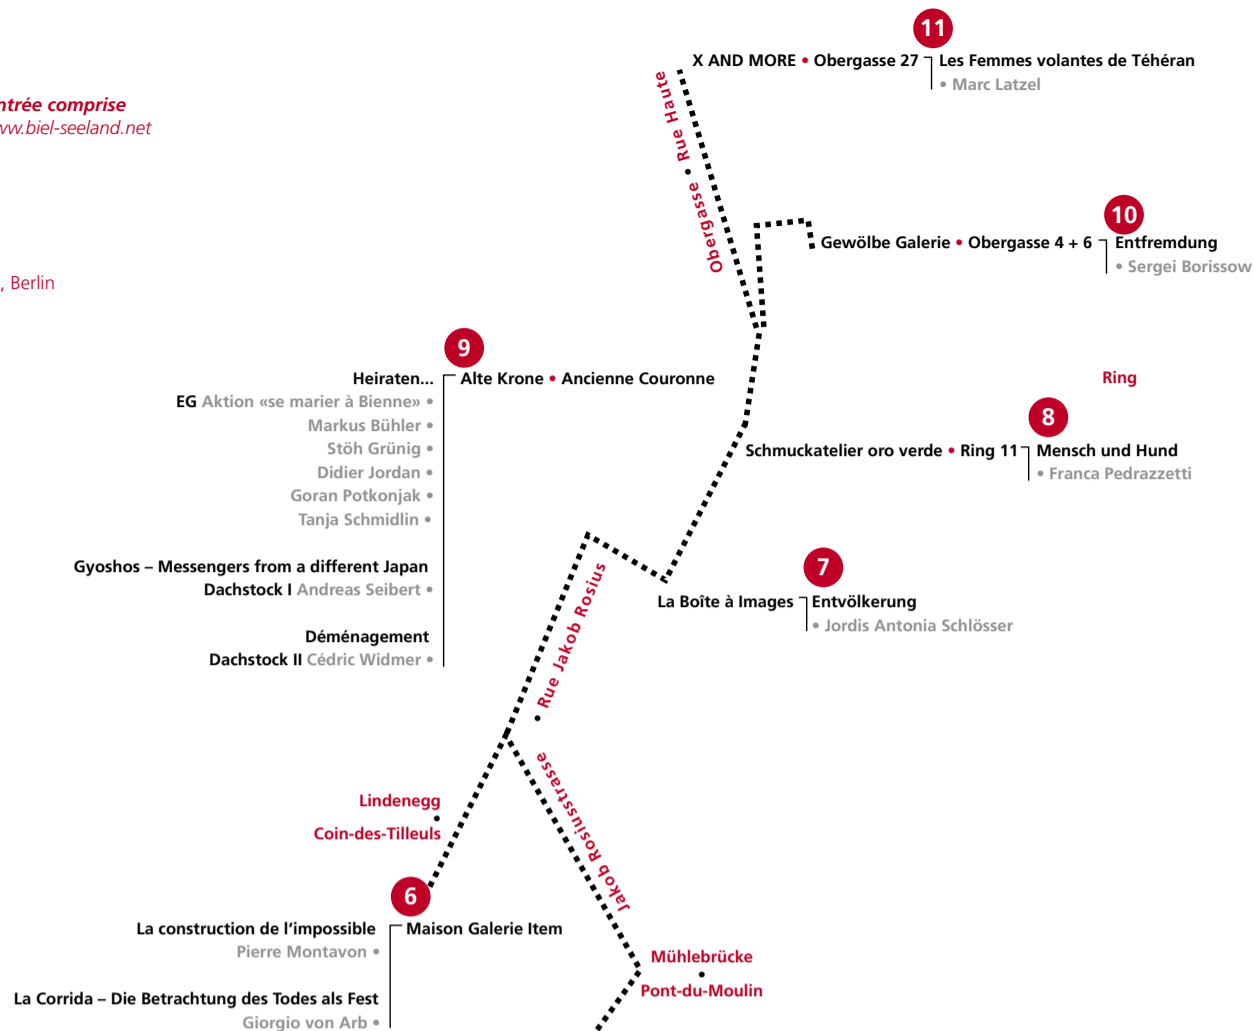 11
X AND MORE • Obergasse 27
Les Femmes volantes de Téhéran
• Marc Latzel
ntrée comprise
ww.biel-seeland.net
Obergasse • Rue Haute
10
Gewölbe Galerie • Obergasse 4 + 6
Entfremdung
• Sergei Borissow
, Berlin
9
Heiraten...
Alte Krone • Ancienne Couronne
EG Aktion «se marier à Bienne» •
Markus Bühler •
Stöh Grünig •
Didier Jordan •
Goran Potkonjak •
Tanja Schmidlin •
Gyoshos – Messengers from a different Japan
Dachstock I Andreas Seibert •
Déménagement
Dachstock II Cédric Widmer •
Ring
8
Schmuckatelier oro verde • Ring 11
Mensch und Hund
• Franca Pedrazzetti
7
La Boîte à Images
Entvölkerung
• Jordis Antonia Schlösser
Jakob Rosiusstrasse • Rue Jakob Rosius
Lindenegg
•
Coin-des-Tilleuls
6
La construction de l‘impossible
Maison Galerie Item
Pierre Montavon •
La Corrida – Die Betrachtung des Todes als Fest
Giorgio von Arb •
Mühlebrücke
•
Pont-du-Moulin